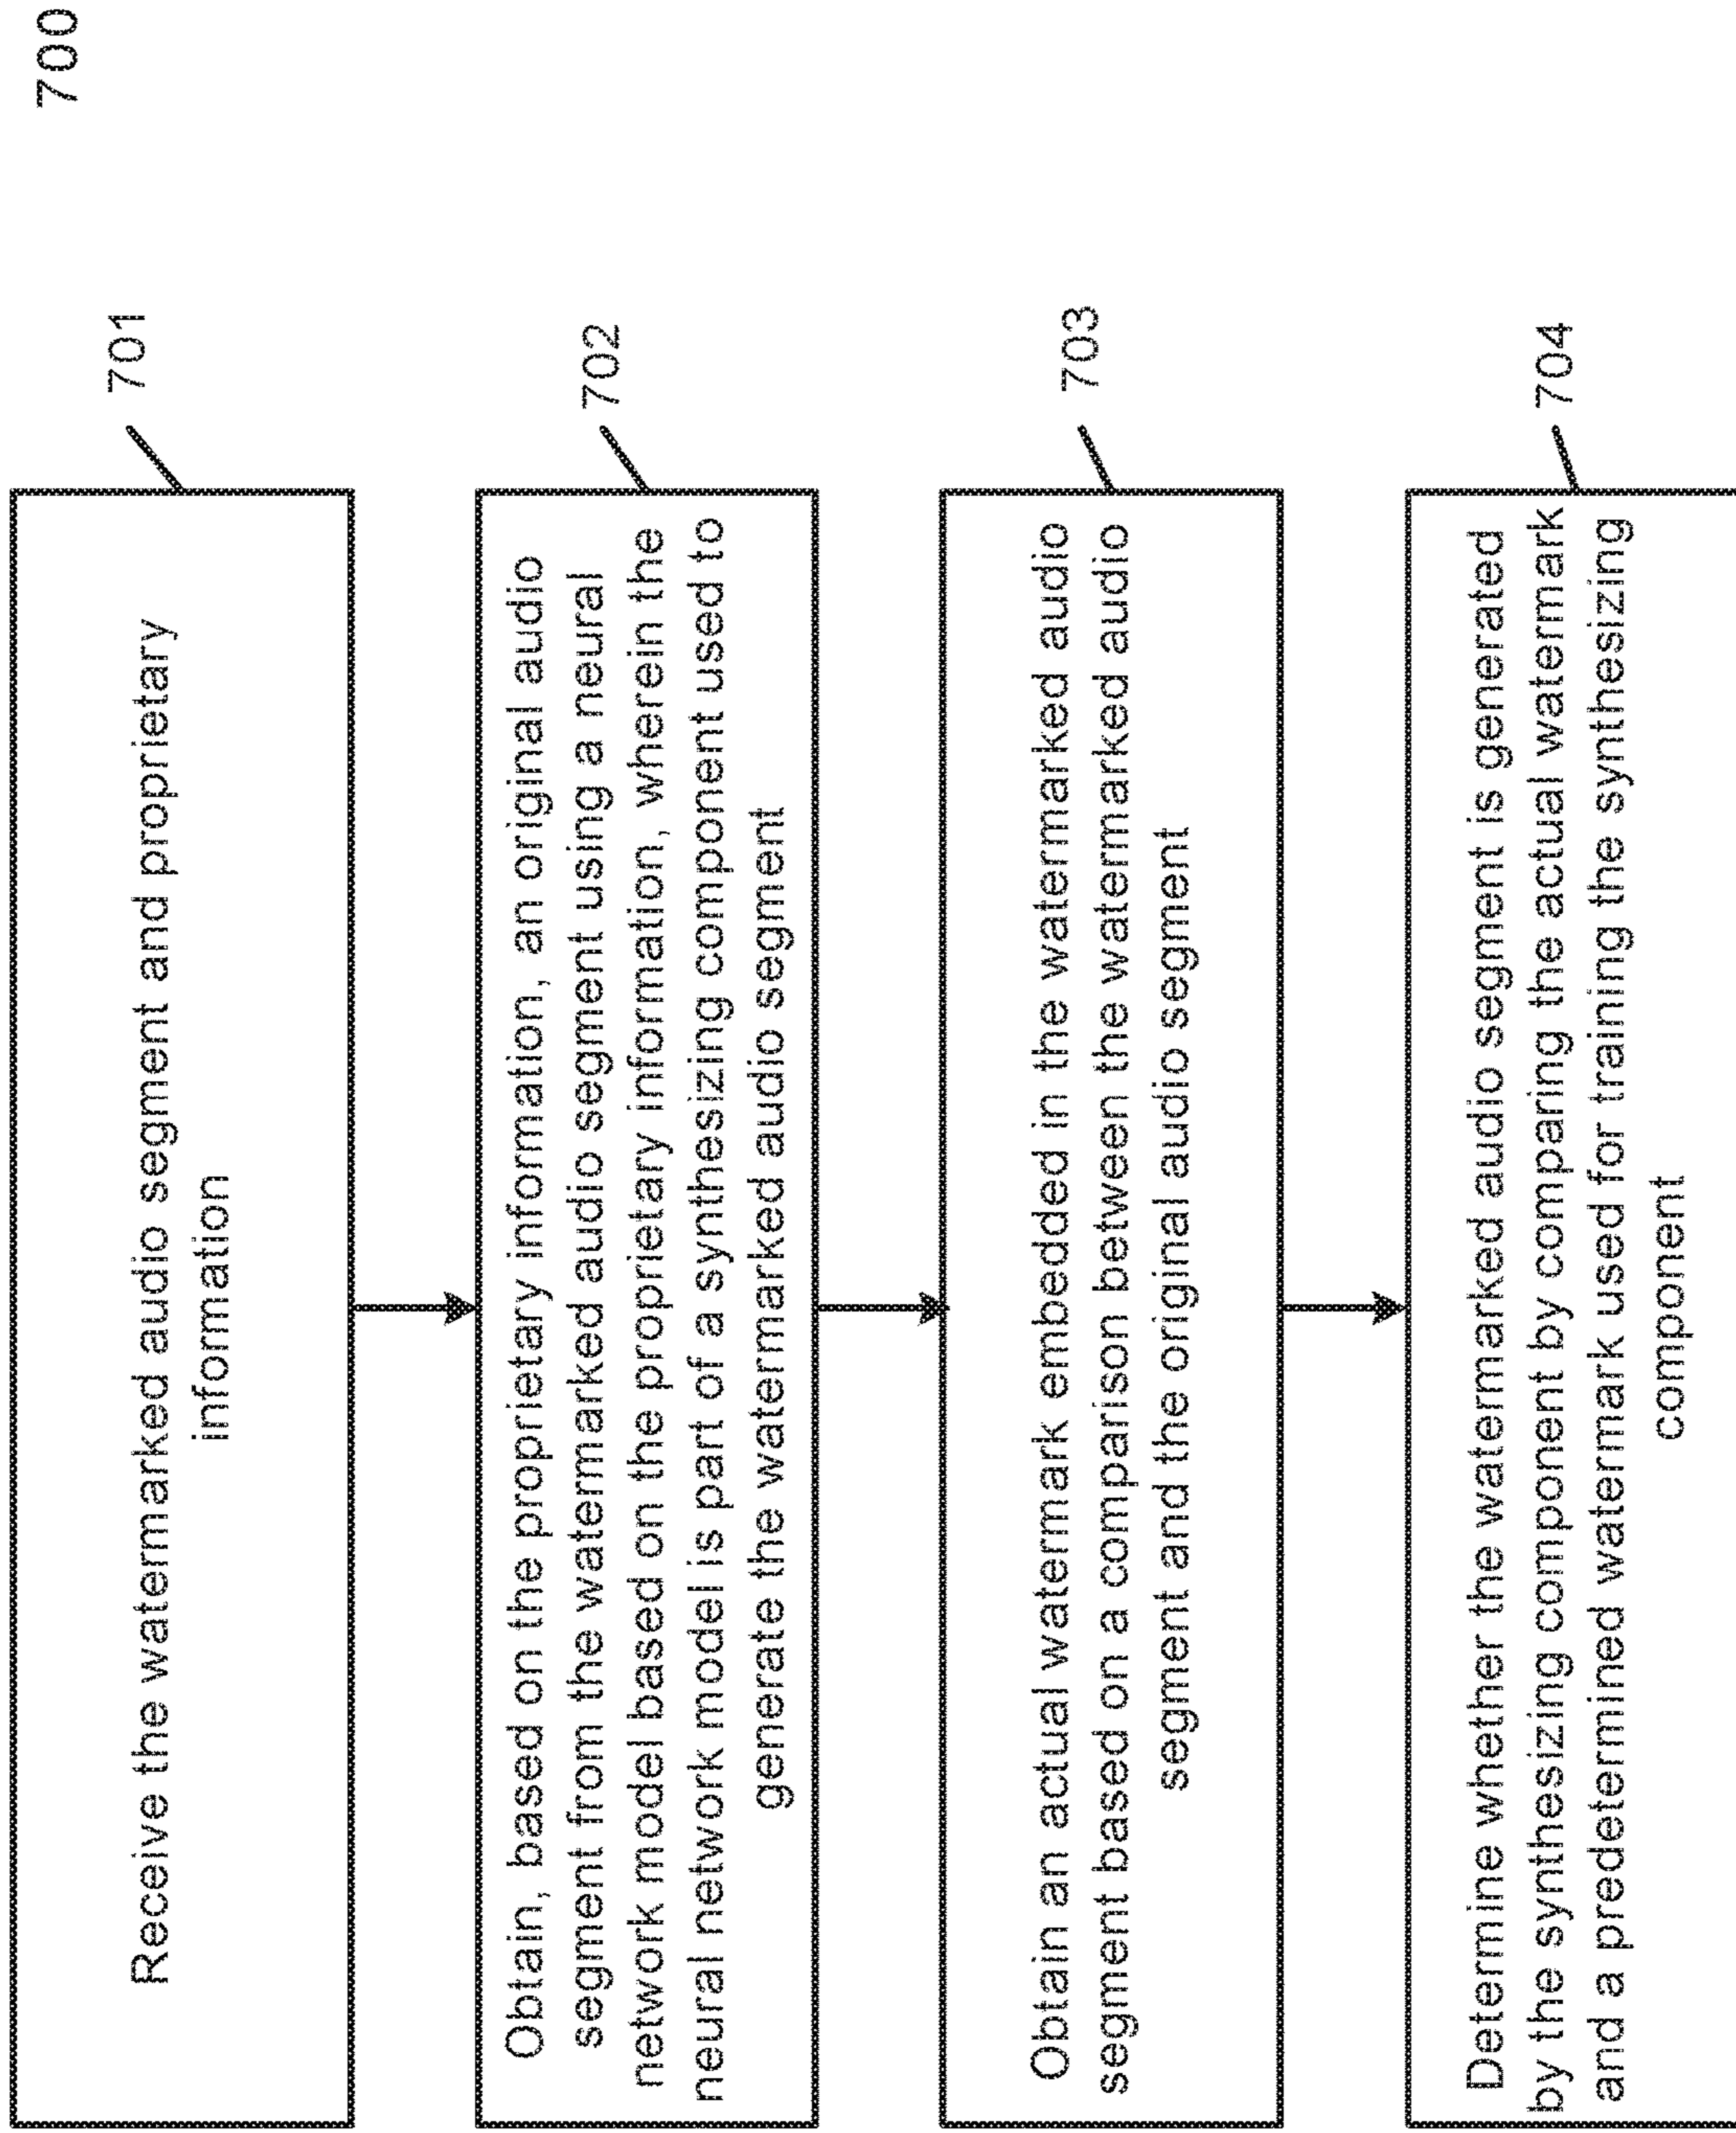 700
Receive the watermarked audio segment and proprietary
information
701
Obtain, based on the proprietary information, an original audio
segment from the watermarked audio segment using a neural
network model based on the proprietary information, wherein the
neural network model is part of a synthesizing component used to
generate the watermarked audio segment
702
Obtain an actual watermark embedded in the watermarked audio
segment based on a comparison between the watermarked audio
segment and the original audio segment
703
Determine whether the watermarked audio segment is generated
by the synthesizing component by comparing the actual watermark
and a predetermined watermark used for training the synthesizing
component
704